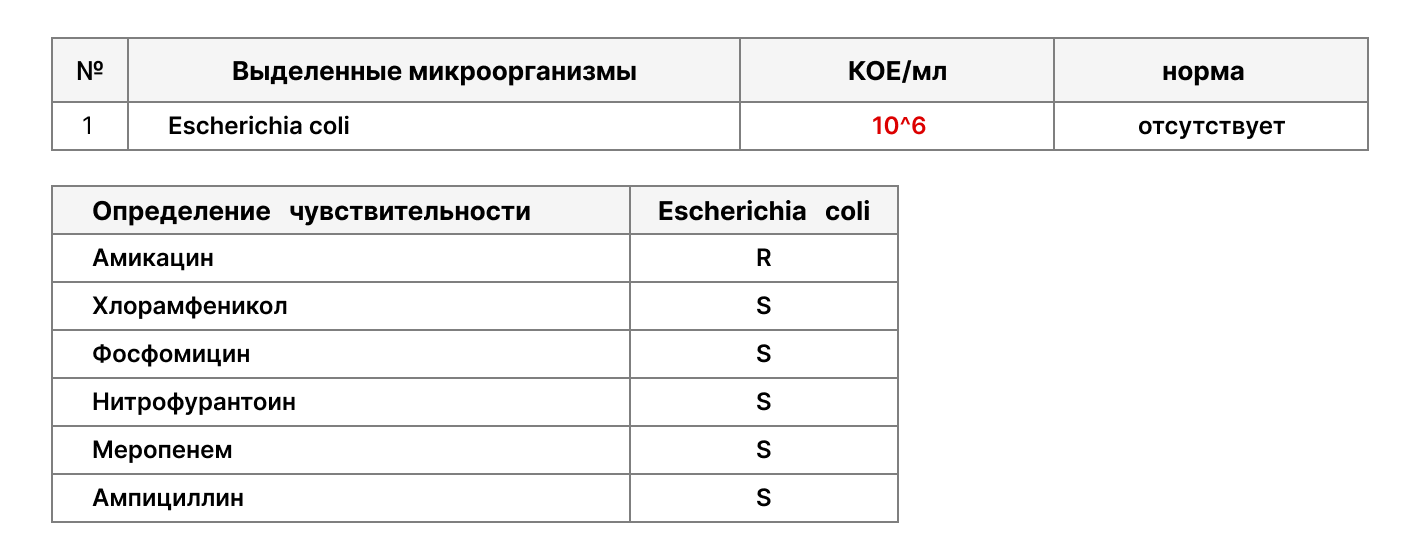 № Выделенные микроорганизмы КОЕ/мл норма
1 Escherichia coli 10^6 отсутствует
Определение чувствительности Escherichia coli
Амикацин R
Хлорамфеникол S
Фосфомицин S
Нитрофурантоин S
Меропенем S
Ампициллин S